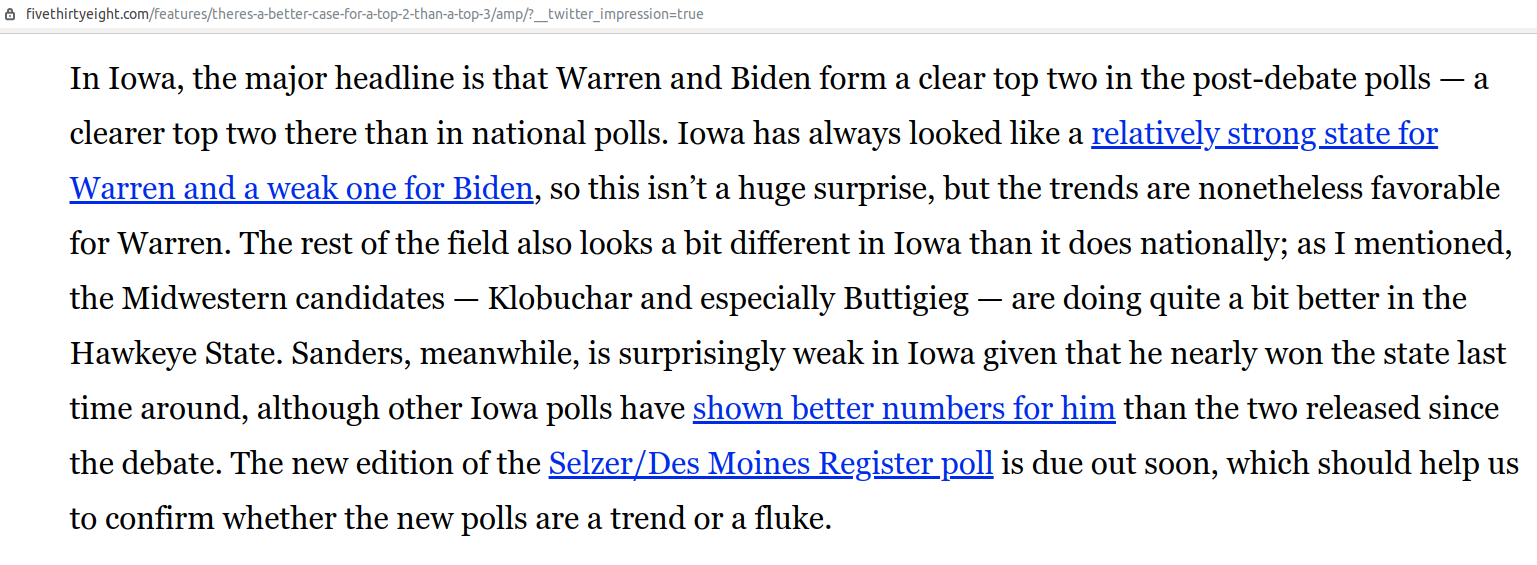 fivethirtyeight.com/features/theres-a-better-case-for-a-top-2-than-a-top-3/amp/?__twitter_impression=true
In Iowa, the major headline is that Warren and Biden form a clear top two in the post-debate polls — a
clearer top two there than in national polls. Iowa has always looked like a relatively strong state for
Warren and a weak one for Biden, so this isn’t a huge surprise, but the trends are nonetheless favorable
for Warren. The rest of the field also looks a bit different in Iowa than it does nationally; as I mentioned,
the Midwestern candidates — Klobuchar and especially Buttigieg — are doing quite a bit better in the
Hawkeye State. Sanders, meanwhile, is surprisingly weak in Iowa given that he nearly won the state last
time around, although other Iowa polls have shown better numbers for him than the two released since
the debate. The new edition of the Selzer/Des Moines Register poll is due out soon, which should help us
to confirm whether the new polls are a trend or a fluke.